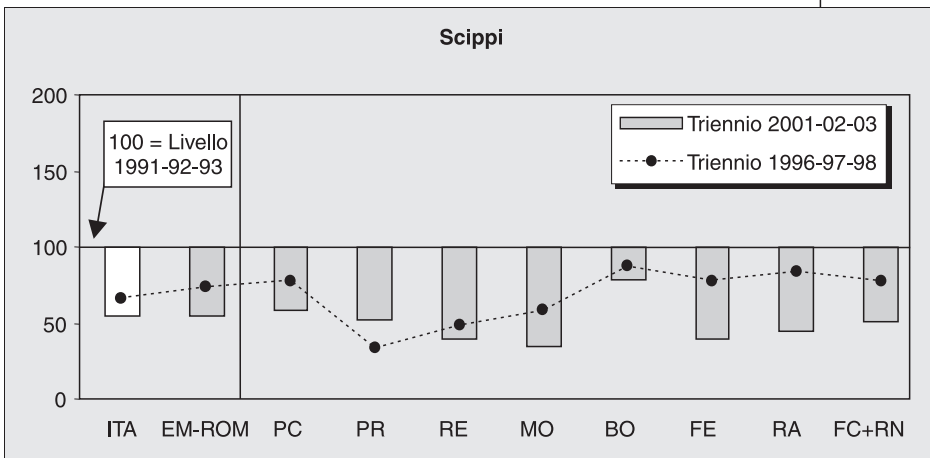 Scippi
200
150
100
50
0
100 = Livello
1991-92-93
Triennio 2001-02-03
Triennio 1996-97-98
ITA EM-ROM PC PR RE MO BO FE RA FC+RN